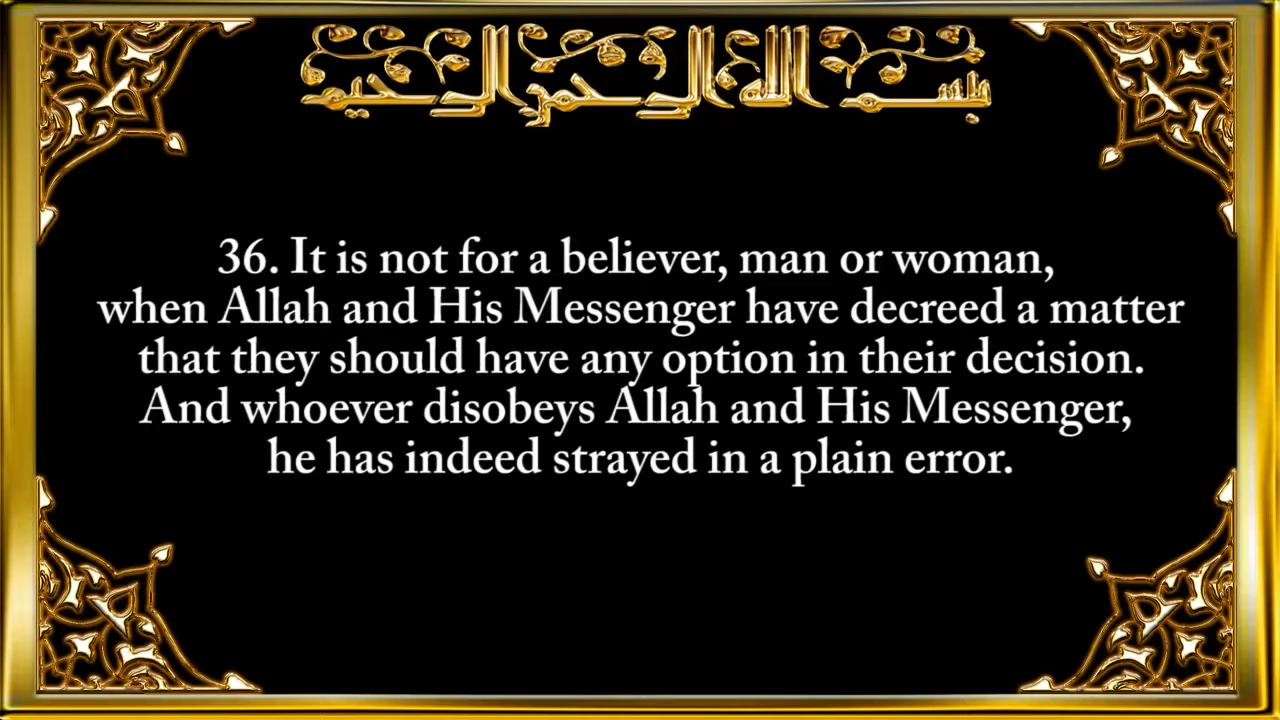 بسم الله الرحمن الرحيم
36. It is not for a believer, man or woman,
when Allah and His Messenger have decreed a matter
that they should have any option in their decision.
And whoever disobeys Allah and His Messenger,
he has indeed strayed in a plain error.